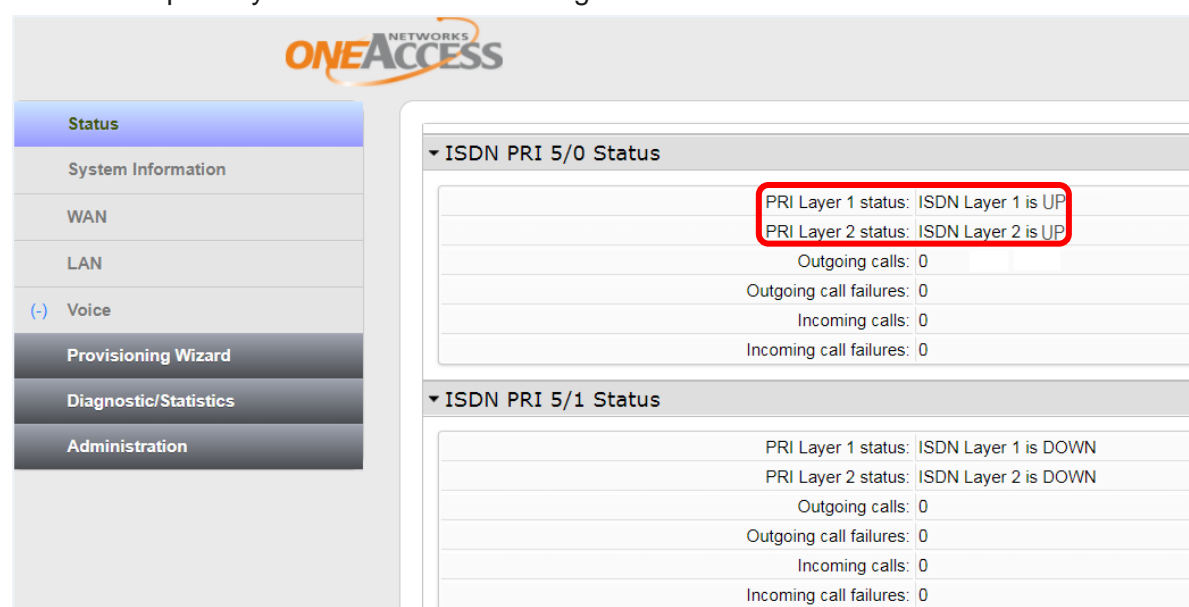 NETWORKS
ONEACCESS
Status
System Information
WAN
LAN
(-) Voice
Provisioning Wizard
Diagnostic/Statistics
Administration
ISDN PRI 5/0 Status
PRI Layer 1 status: ISDN Layer 1 is UP
PRI Layer 2 status: ISDN Layer 2 is UP
Outgoing calls: 0
Outgoing call failures: 0
Incoming calls: 0
Incoming call failures: 0
ISDN PRI 5/1 Status
PRI Layer 1 status: ISDN Layer 1 is DOWN
PRI Layer 2 status: ISDN Layer 2 is DOWN
Outgoing calls: 0
Outgoing call failures: 0
Incoming calls: 0
Incoming call failures: 0